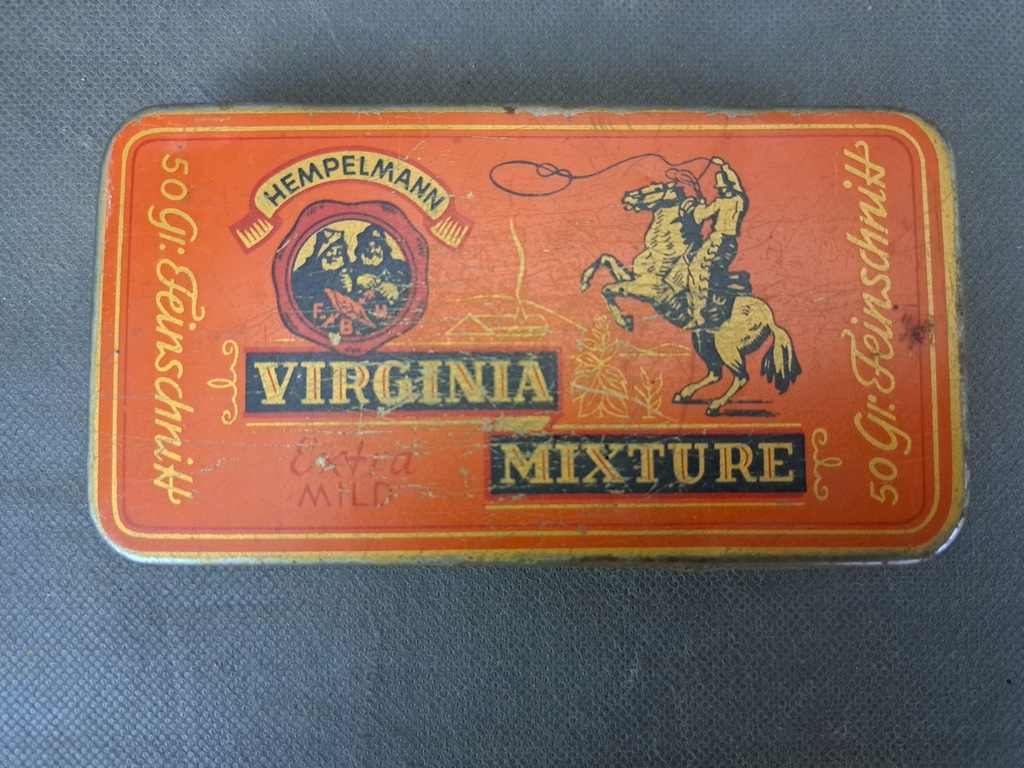 HEMPELMANN
VIRGINIA
MIXTURE
Extra
MILD
50 Gr. Feinschnitt
50 Gr. Feinschnitt